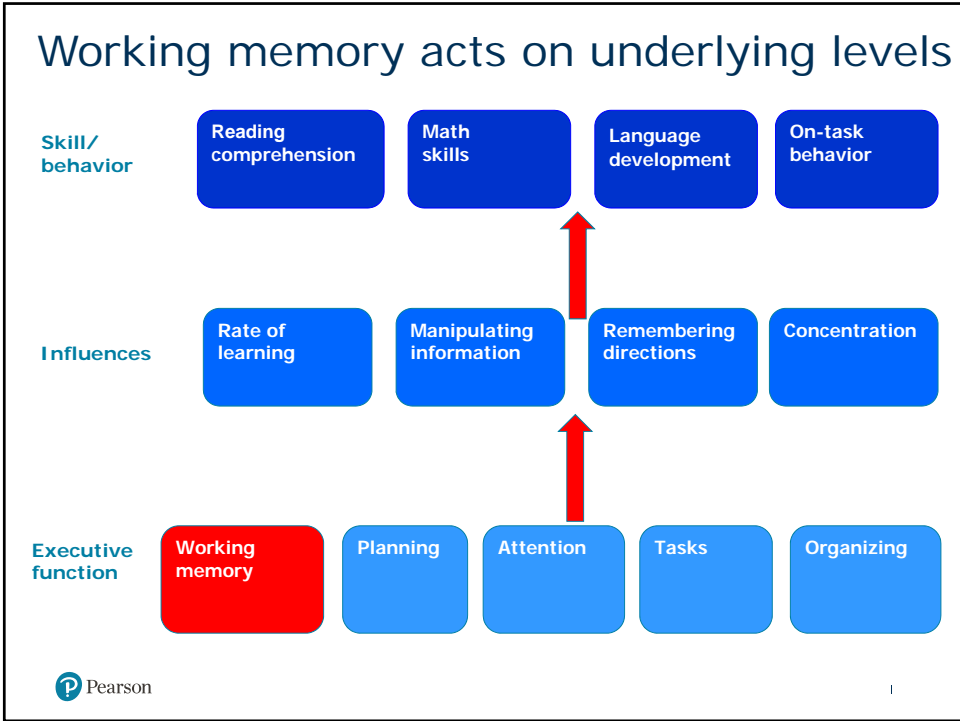 Working memory acts on underlying levels
Skill/
behavior
Reading
comprehension
Math
skills
Language
development
On-task
behavior
Influences
Rate of
learning
Manipulating
information
Remembering
directions
Concentration
Executive
function
Working
memory
Planning
Attention
Tasks
Organizing
P Pearson
I